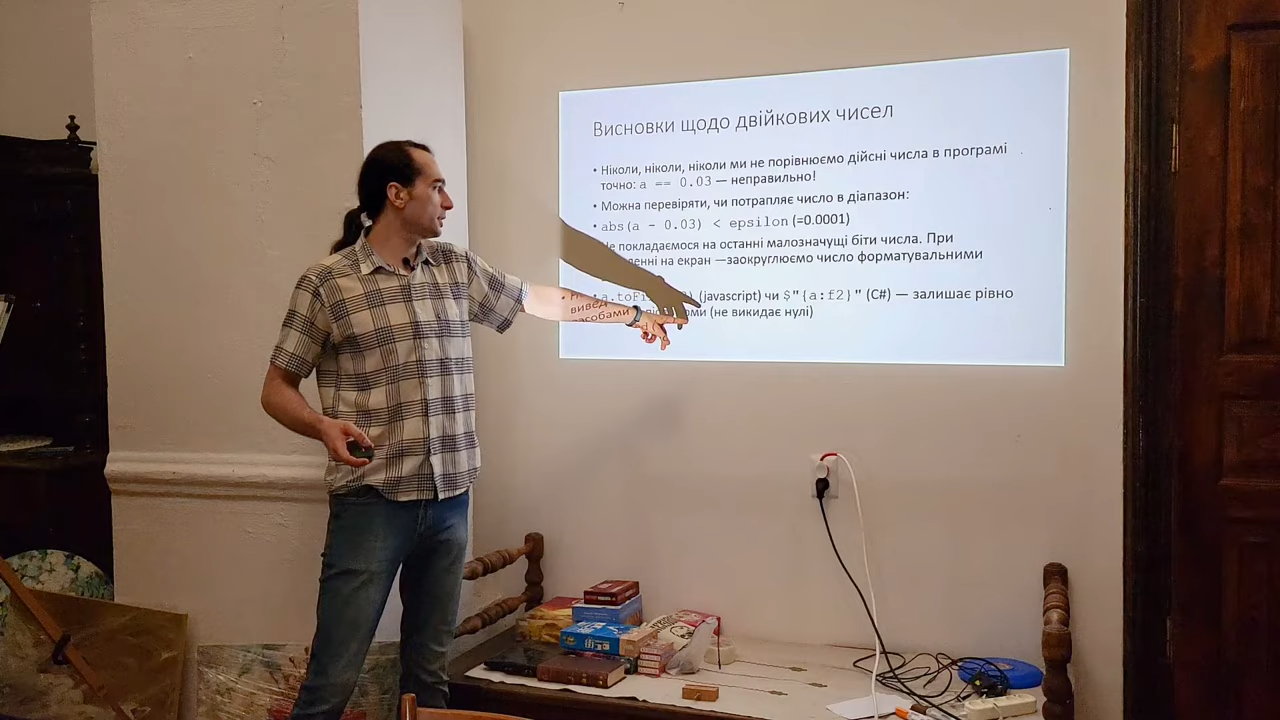 Висновки щодо двійкових чисел
• Ніколи, ніколи, ніколи ми не порівнюємо дійсні числа в програмі
точно: a == 0.03 — неправильно!
• Можна перевіряти, чи потрапляє число в діапазон:
• abs(a - 0.03) < epsilon (=0.0001)
Не покладаємося на останні малозначущі біти числа. При
виведенні на екран —заокруглюємо число форматувальними
засобами
(javascript) чи $"{a:f2}" (C#) — залишає рівно
(не викидає нулі)